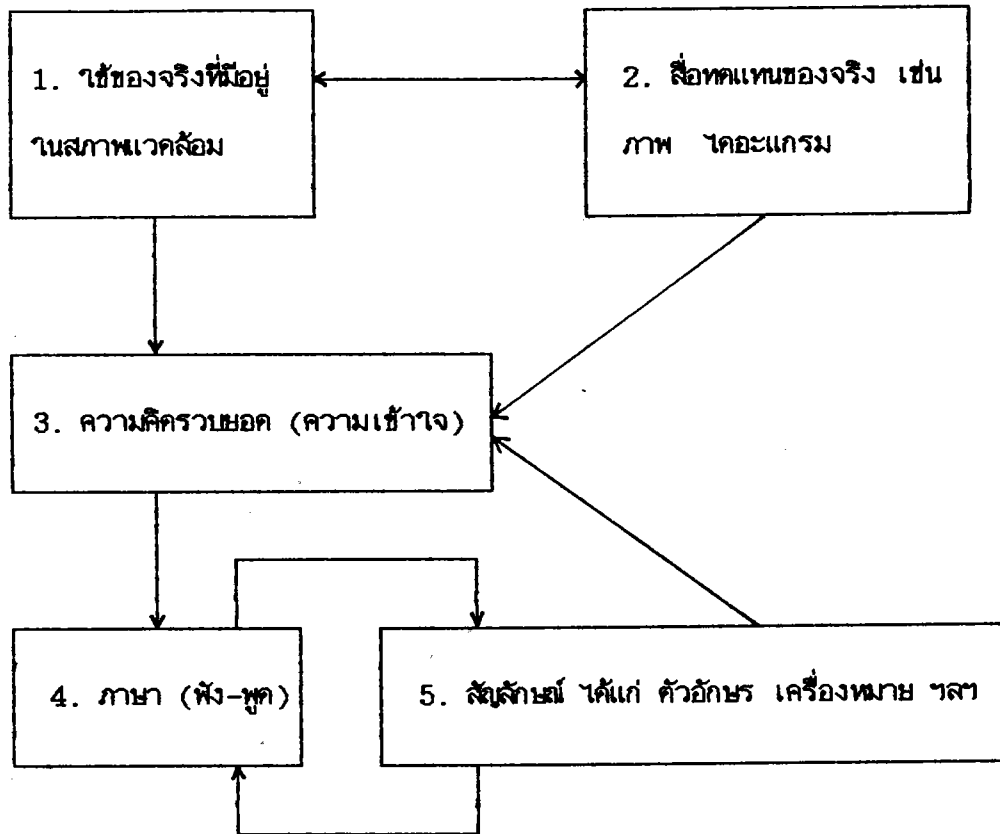 1. ใช้ของจริงที่มีอยู่
ในสภาพแวดล้อม
2. สื่อทดแทนของจริง เช่น
ภาพ ไดอะแกรม
3. ความคิดรวบยอด (ความเข้าใจ)
4. ภาษา (ฟัง-พูด)
5. สัญลักษณ์ ได้แก่ ตัวอักษร เครื่องหมาย ฯลฯ